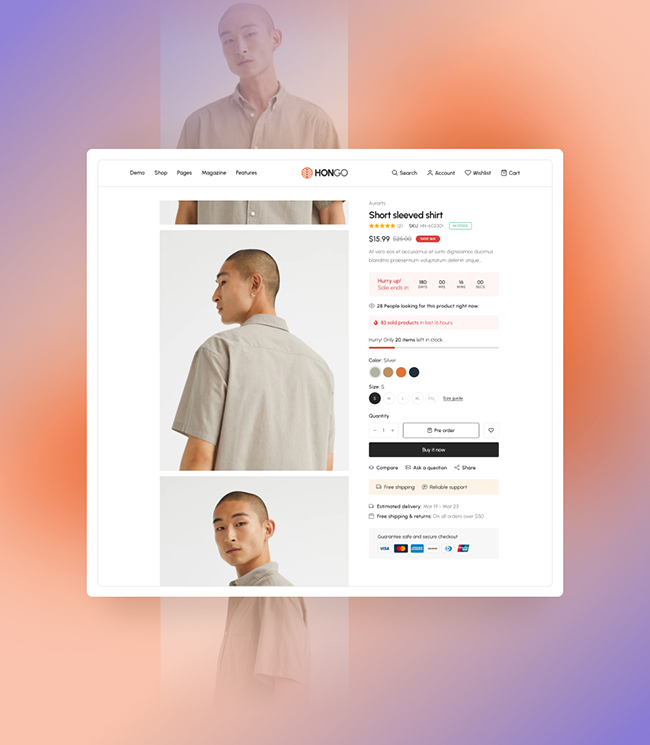 Demo Shop Pages Magazine Features HONGO Search Account Wishlist Cart
Aurorts
Short sleeved shirt
(2) SKU: HN-60230 IN STOCK
$15.99 $25.00
At vero eos et accusamus et iusto dignissimos ducimus
blanditiis praesentium voluptatum deleniti atque...
Hurry up!
Sale ends in
180 00 16 00
DAYS HRS MINS SECS
28 People looking for this product right now.
83 sold products in last 16 hours
Hurry! Only 20 items left in stock
Color: Silver
Size: S
S M L XL XXL Size guide
Quantity
− 1 + Pre order
Buy it now
Compare Ask a question Share
Free shipping Reliable support
Estimated delivery: Mar 19 - Mar 23
Free shipping & returns: On all orders over $50
Guarantee safe and secure checkout
VISA